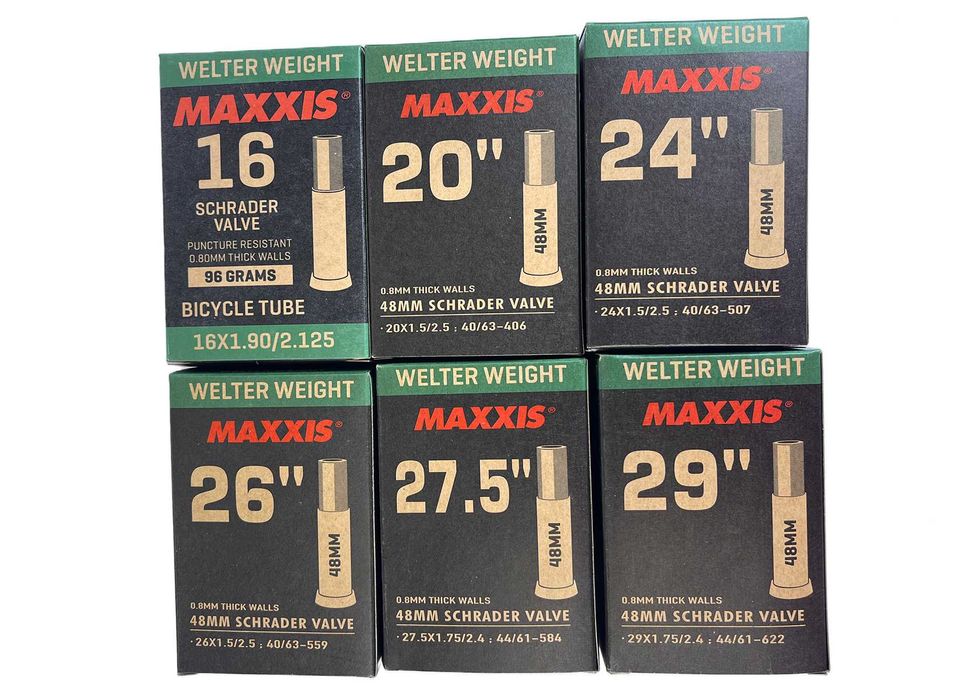 WELTER WEIGHT
MAXXIS®
16
SCHRADER
VALVE
PUNCTURE RESISTANT
0.80MM THICK WALLS
96 GRAMS
BICYCLE TUBE
16X1.90/2.125
WELTER WEIGHT
MAXXIS®
20"
48MM
0.8MM THICK WALLS
48MM SCHRADER VALVE
·20X1.5/2.5 ; 40/63-406
WELTER WEIGHT
MAXXIS®
24"
48MM
0.8MM THICK WALLS
48MM SCHRADER VALVE
·24X1.5/2.5 ; 40/63-507
WELTER WEIGHT
MAXXIS®
26"
48MM
0.8MM THICK WALLS
48MM SCHRADER VALVE
·26X1.5/2.5 ; 40/63-559
WELTER WEIGHT
MAXXIS®
27.5"
48MM
0.8MM THICK WALLS
48MM SCHRADER VALVE
·27.5X1.75/2.4 ; 44/61-584
WELTER WEIGHT
MAXXIS®
29"
48MM
0.8MM THICK WALLS
48MM SCHRADER VALVE
·29X1.75/2.4 ; 44/61-622